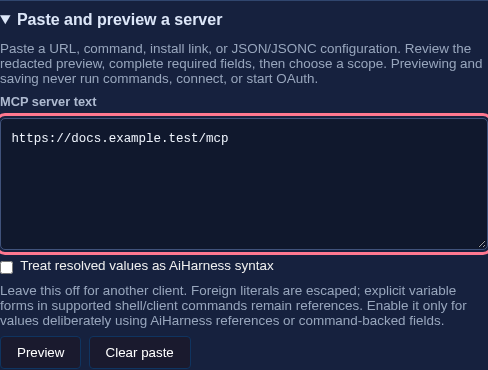 ▼ Paste and preview a server
Paste a URL, command, install link, or JSON/JSONC configuration. Review the
redacted preview, complete required fields, then choose a scope. Previewing and
saving never run commands, connect, or start OAuth.
MCP server text
https://docs.example.test/mcp
Treat resolved values as AiHarness syntax
Leave this off for another client. Foreign literals are escaped; explicit variable
forms in supported shell/client commands remain references. Enable it only for
values deliberately using AiHarness references or command-backed fields.
Preview Clear paste